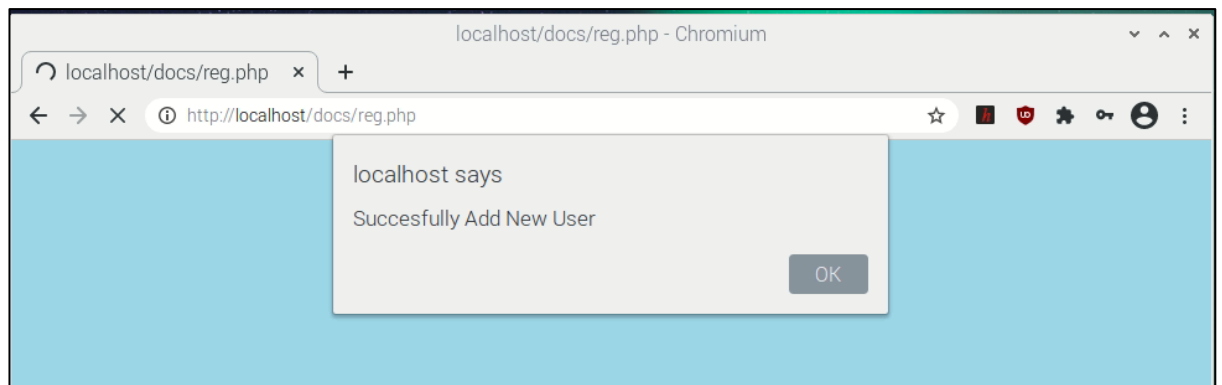 localhost/docs/reg.php - Chromium
localhost/docs/reg.php
http://localhost/docs/reg.php
localhost says
Succesfully Add New User
OK